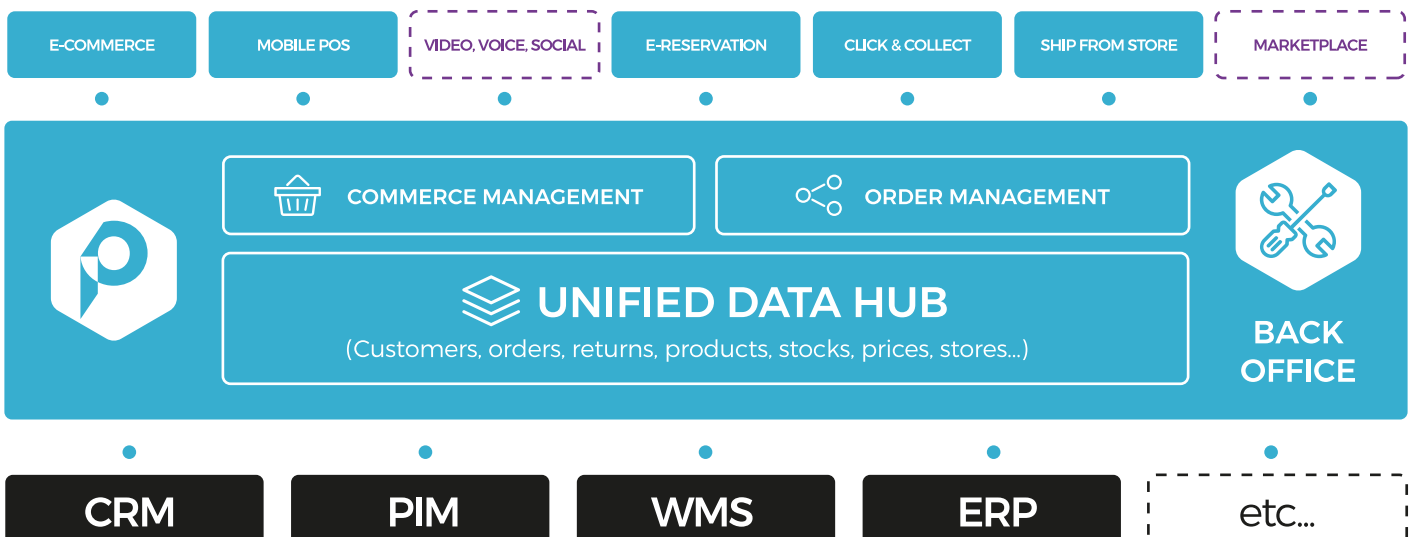 E-COMMERCE
MOBILE POS
VIDEO, VOICE, SOCIAL
E-RESERVATION
CLICK & COLLECT
SHIP FROM STORE
MARKETPLACE
COMMERCE MANAGEMENT
ORDER MANAGEMENT
UNIFIED DATA HUB
(Customers, orders, returns, products, stocks, prices, stores...)
BACK
OFFICE
CRM
PIM
WMS
ERP
etc...